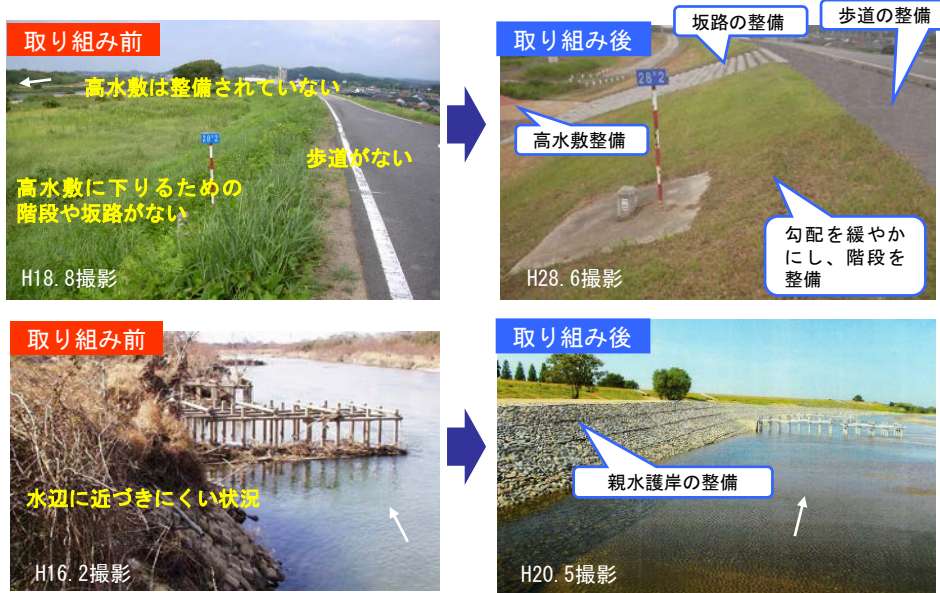 取り組み前
高水敷は整備されていない
28k2
歩道がない
高水敷に下りるための
階段や坂路がない
H18.8撮影
取り組み後
坂路の整備
歩道の整備
28k2
高水敷整備
勾配を緩やか
にし、階段を
整備
H28.6撮影
取り組み前
水辺に近づきにくい状況
H16.2撮影
取り組み後
親水護岸の整備
H20.5撮影